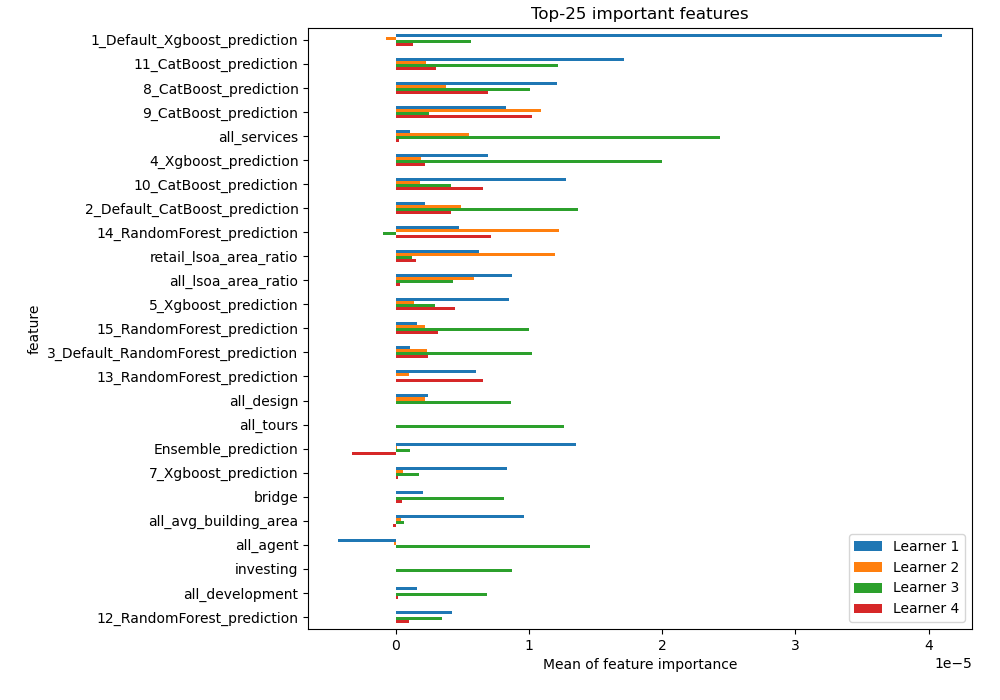 Top-25 important features
1_Default_Xgboost_prediction
11_CatBoost_prediction
8_CatBoost_prediction
9_CatBoost_prediction
all_services
4_Xgboost_prediction
10_CatBoost_prediction
2_Default_CatBoost_prediction
14_RandomForest_prediction
retail_lsoa_area_ratio
all_lsoa_area_ratio
5_Xgboost_prediction
15_RandomForest_prediction
3_Default_RandomForest_prediction
13_RandomForest_prediction
all_design
all_tours
Ensemble_prediction
7_Xgboost_prediction
bridge
all_avg_building_area
all_agent
investing
all_development
12_RandomForest_prediction
feature
Learner 1
Learner 2
Learner 3
Learner 4
0 1 2 3 4
1e−5
Mean of feature importance